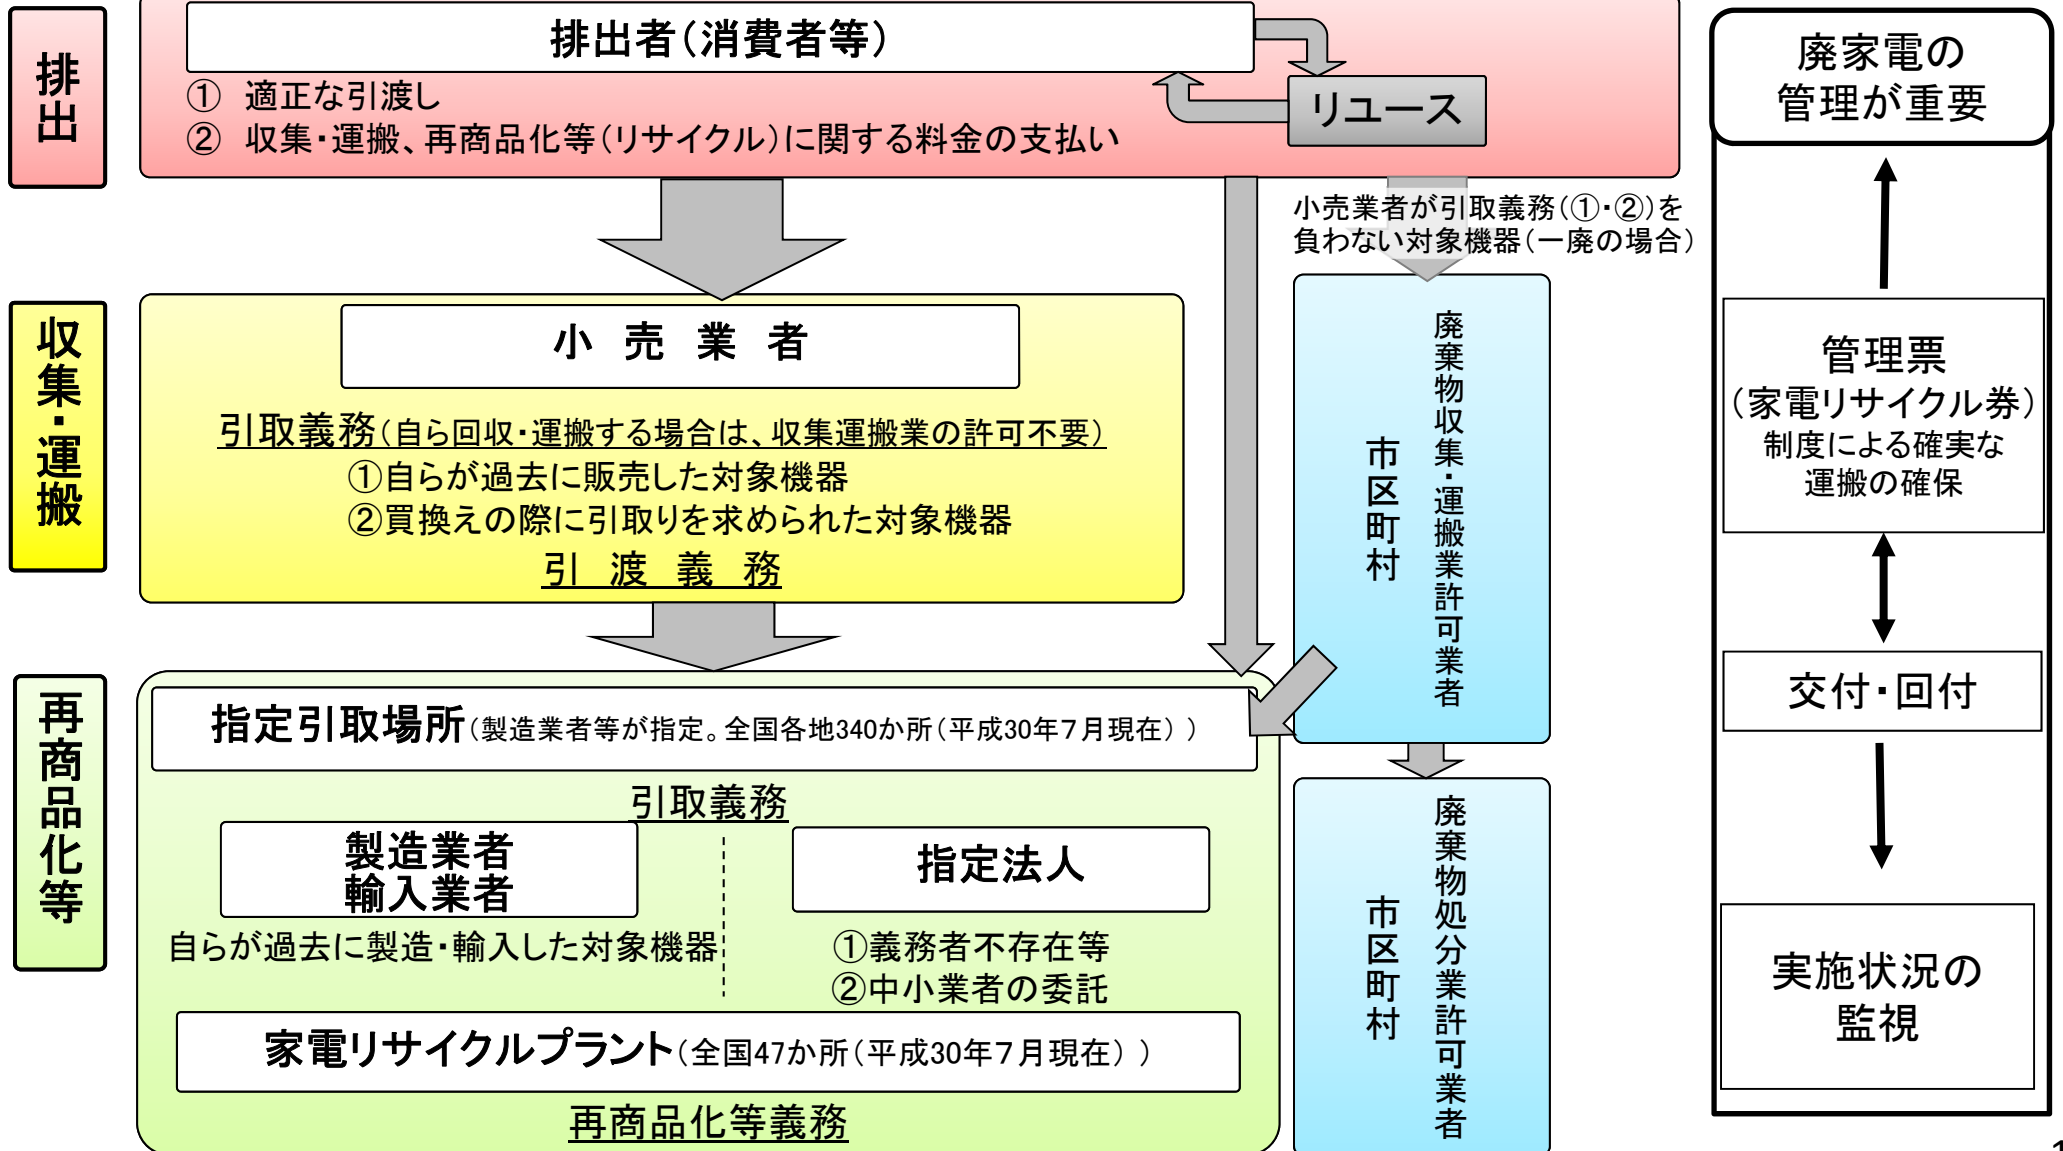 排出
排出者（消費者等）
① 適正な引渡し
② 収集・運搬、再商品化等（リサイクル）に関する料金の支払い
リユース
小売業者が引取義務（①・②）を
負わない対象機器（一廃の場合）
収集・運搬
小売業者
引取義務（自ら回収・運搬する場合は、収集運搬業の許可不要）
①自らが過去に販売した対象機器
②買換えの際に引取りを求められた対象機器
引渡義務
市区町村
廃棄物収集・運搬業許可業者
再商品化等
指定引取場所（製造業者等が指定。全国各地340か所（平成30年７月現在））
引取義務
製造業者
輸入業者
自らが過去に製造・輸入した対象機器
指定法人
①義務者不存在等
②中小業者の委託
家電リサイクルプラント（全国47か所（平成30年７月現在））
再商品化等義務
市区町村
廃棄物処分業許可業者
廃家電の
管理が重要
管理票
（家電リサイクル券）
制度による確実な
運搬の確保
交付・回付
実施状況の
監視